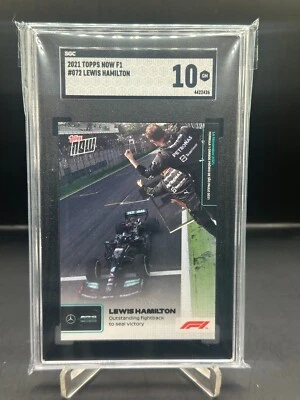 SGC
2021 TOPPS NOW F1
#072 LEWIS HAMILTON
10 GM
Topps NOW
PETRONAS
LEWIS HAMILTON
Outstanding fightback
to seal victory
F1